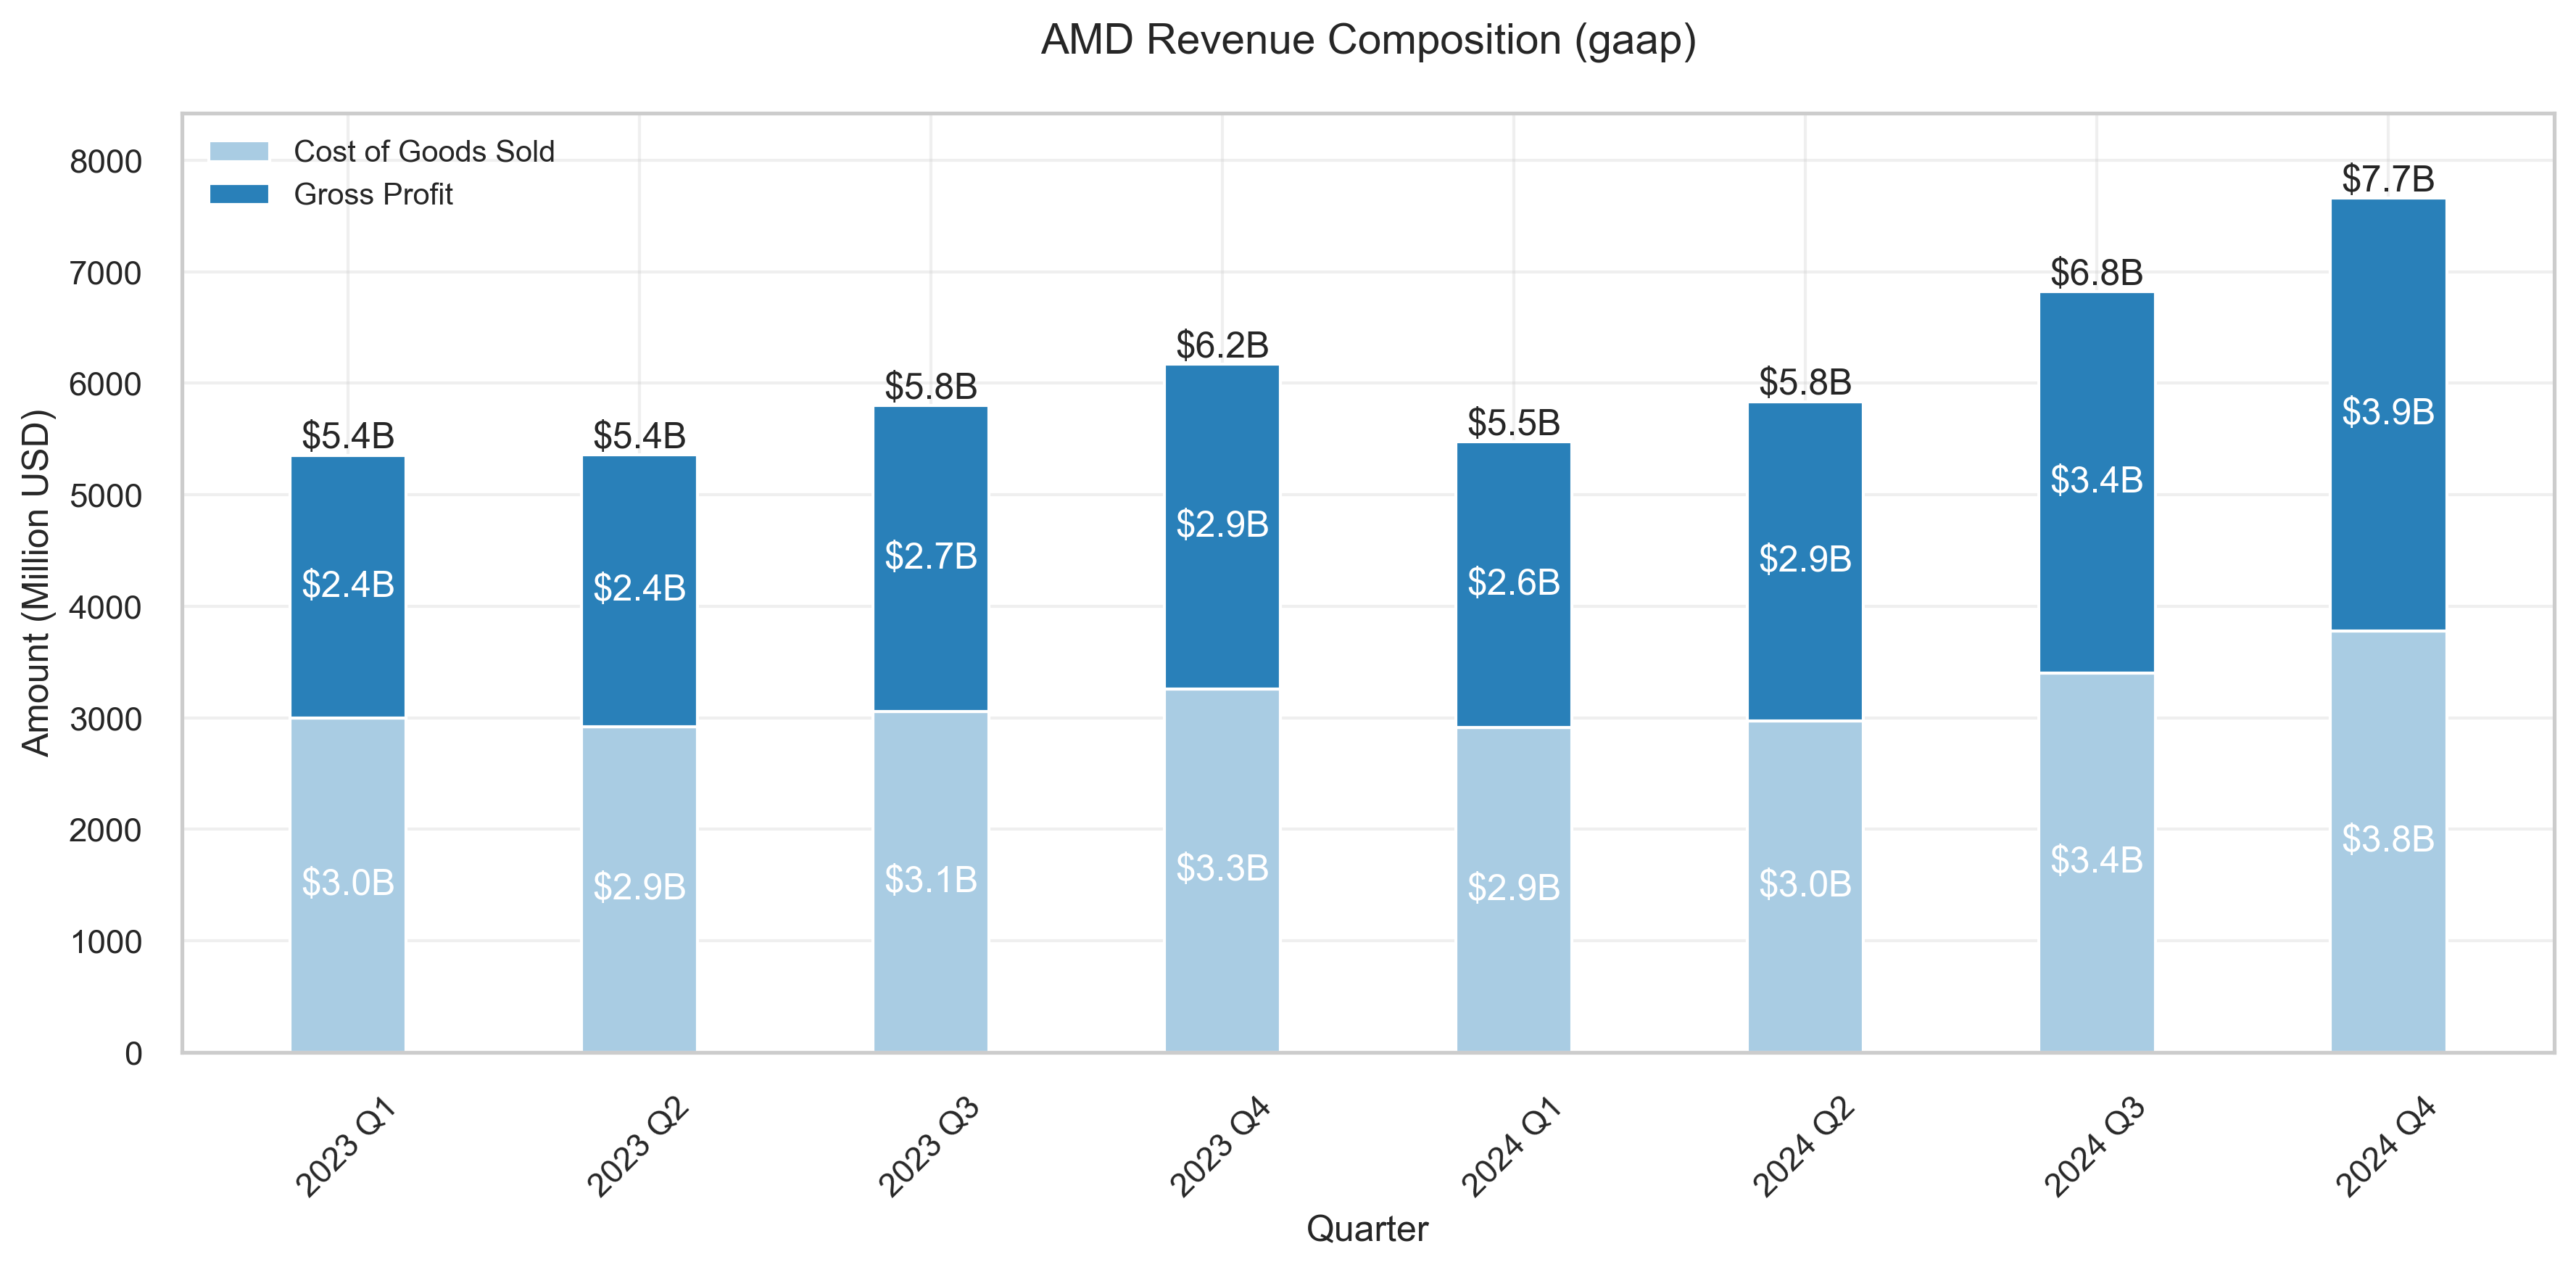 AMD Revenue Composition (gaap)
Cost of Goods Sold
Gross Profit
Amount (Million USD)
8000
7000
6000
5000
4000
3000
2000
1000
0
$5.4B
$2.4B
$3.0B
$5.4B
$2.4B
$2.9B
$5.8B
$2.7B
$3.1B
$6.2B
$2.9B
$3.3B
$5.5B
$2.6B
$2.9B
$5.8B
$2.9B
$3.0B
$6.8B
$3.4B
$3.4B
$7.7B
$3.9B
$3.8B
2023 Q1
2023 Q2
2023 Q3
2023 Q4
2024 Q1
2024 Q2
2024 Q3
2024 Q4
Quarter